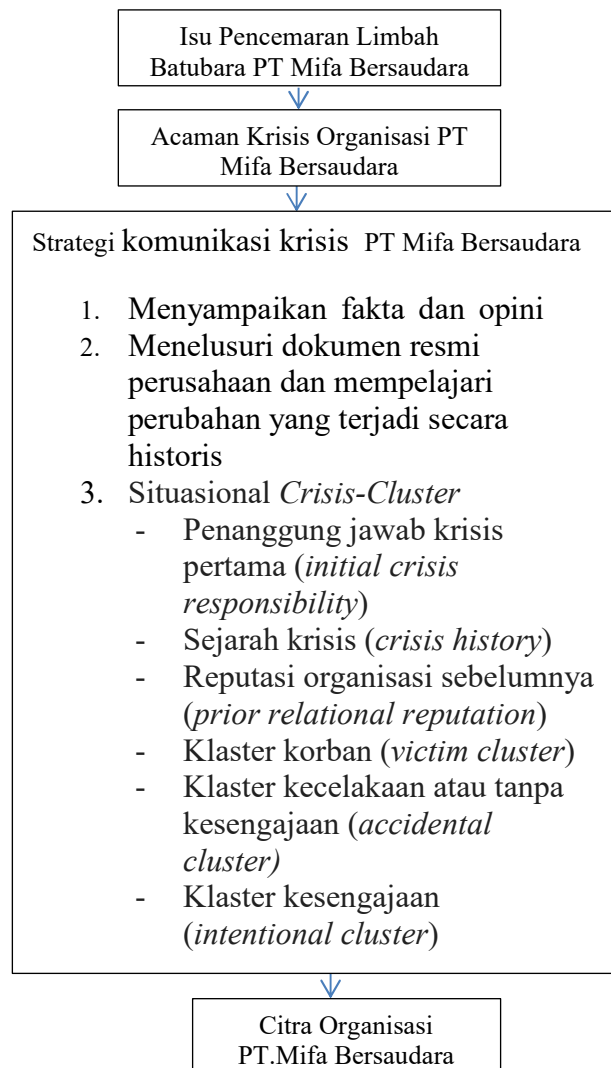 Isu Pencemaran Limbah
Batubara PT Mifa Bersaudara
Acaman Krisis Organisasi PT
Mifa Bersaudara
Strategi komunikasi krisis PT Mifa Bersaudara
1. Menyampaikan fakta dan opini
2. Menelusuri dokumen resmi
perusahaan dan mempelajari
perubahan yang terjadi secara
historis
3. Situasional Crisis-Cluster
- Penanggung jawab krisis
pertama (initial crisis
responsibility)
- Sejarah krisis (crisis history)
- Reputasi organisasi sebelumnya
(prior relational reputation)
- Klaster korban (victim cluster)
- Klaster kecelakaan atau tanpa
kesengajaan (accidental
cluster)
- Klaster kesengajaan
(intentional cluster)
Citra Organisasi
PT.Mifa Bersaudara